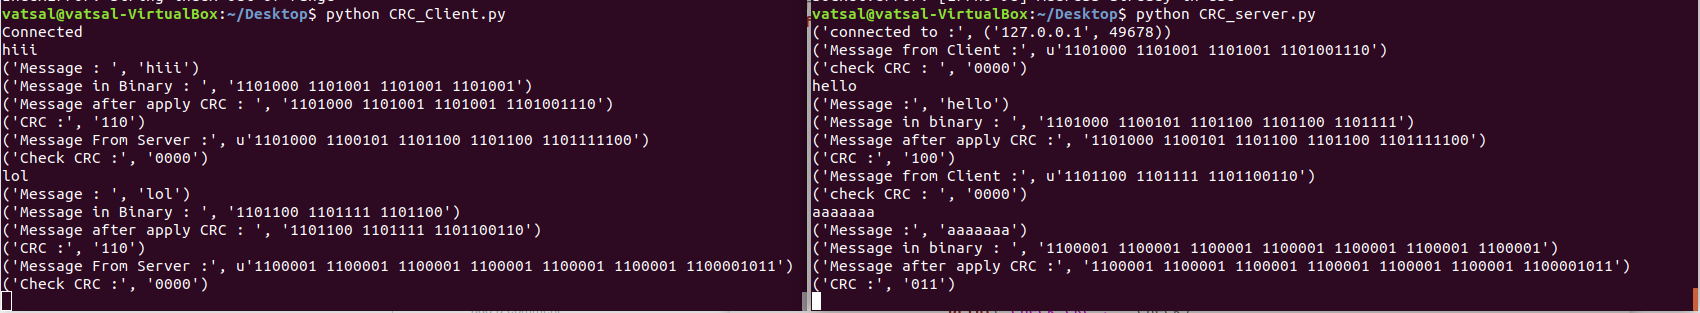 vatsal@vatsal-VirtualBox:~/Desktop$ python CRC_Client.py
Connected
hiii
('Message : ', 'hiii')
('Message in Binary : ', '1101000 1101001 1101001 1101001')
('Message after apply CRC : ', '1101000 1101001 1101001 1101001110')
('CRC :', '110')
('Message From Server :', u'1101000 1100101 1101100 1101100 1101111100')
('Check CRC :', '0000')
lol
('Message : ', 'lol')
('Message in Binary : ', '1101100 1101111 1101100')
('Message after apply CRC : ', '1101100 1101111 1101100110')
('CRC :', '110')
('Message From Server :', u'1100001 1100001 1100001 1100001 1100001 1100001 1100001011')
('Check CRC :', '0000')
vatsal@vatsal-VirtualBox:~/Desktop$ python CRC_server.py
('connected to :', ('127.0.0.1', 49678))
('Message from Client :', u'1101000 1101001 1101001 1101001110')
('check CRC : ', '0000')
hello
('Message :', 'hello')
('Message in binary : ', '1101000 1100101 1101100 1101100 1101111')
('Message after apply CRC :', '1101000 1100101 1101100 1101100 1101111100')
('CRC :', '100')
('Message from Client :', u'1101100 1101111 1101100110')
('check CRC : ', '0000')
aaaaaaa
('Message :', 'aaaaaaa')
('Message in binary : ', '1100001 1100001 1100001 1100001 1100001 1100001 1100001')
('Message after apply CRC :', '1100001 1100001 1100001 1100001 1100001 1100001 1100001011')
('CRC :', '011')